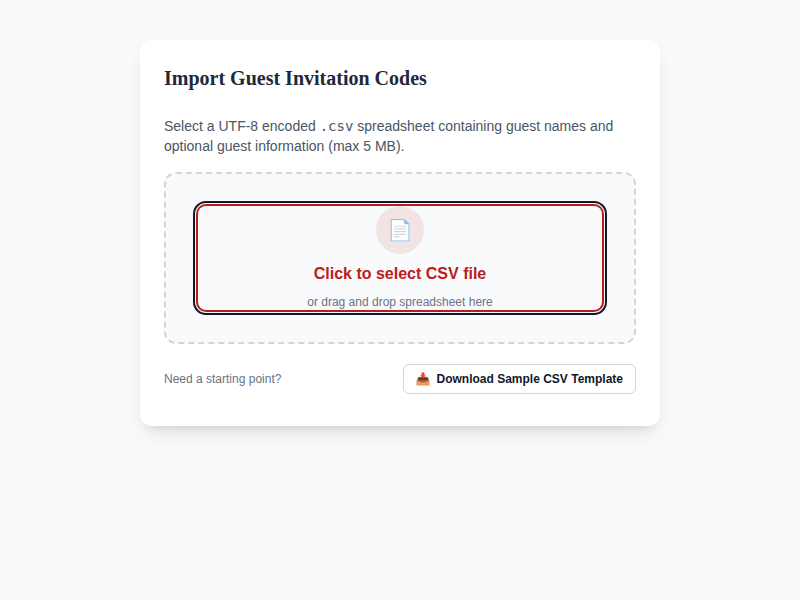 Import Guest Invitation Codes
Select a UTF-8 encoded .csv spreadsheet containing guest names and
optional guest information (max 5 MB).
Click to select CSV file
or drag and drop spreadsheet here
Need a starting point?
📥 Download Sample CSV Template